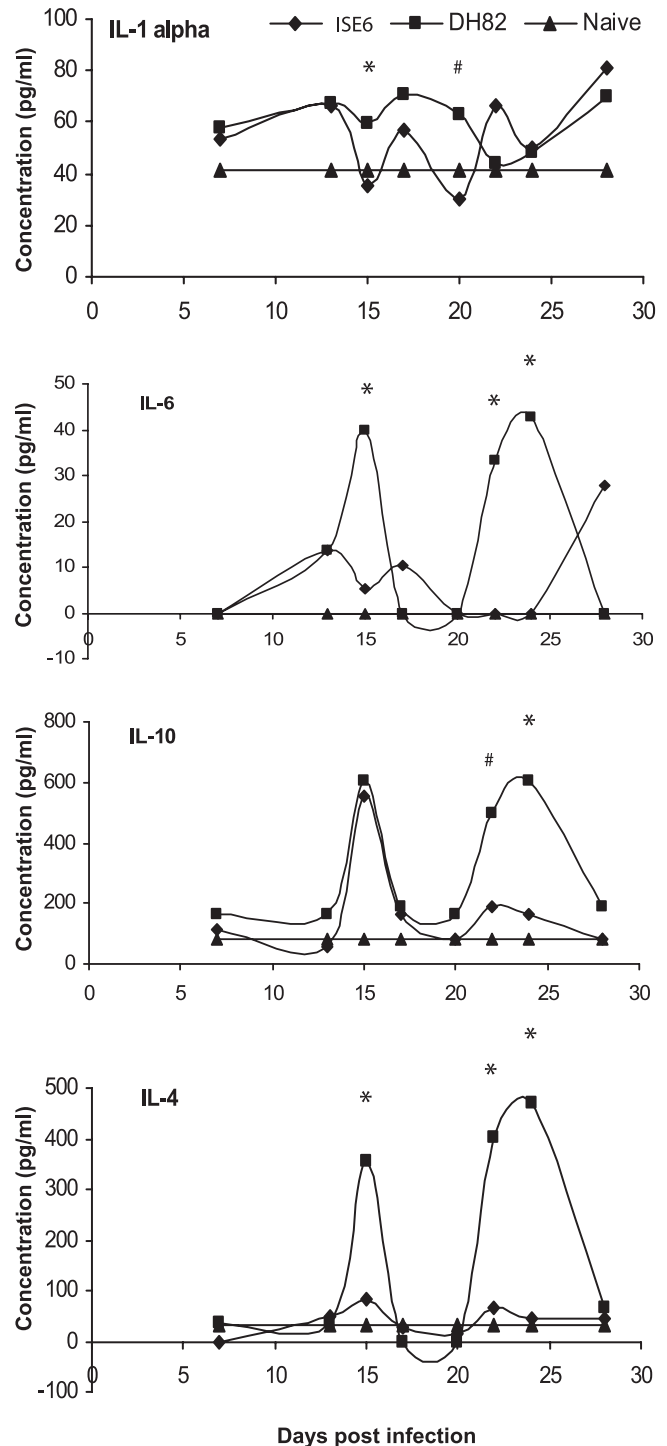 IL-1 alpha ISE6 DH82 Naive
* #
Concentration (pg/ml)
100
80
60
40
20
0
0 5 10 15 20 25 30
IL-6
* * *
Concentration (pg/ml)
50
40
30
20
10
0
-10
0 5 10 15 20 25 30
IL-10
# *
Concentration (pg/ml)
800
600
400
200
0
0 5 10 15 20 25 30
IL-4
* * *
Concentration (pg/ml)
500
400
300
200
100
0
-100
0 5 10 15 20 25 30
Days post infection